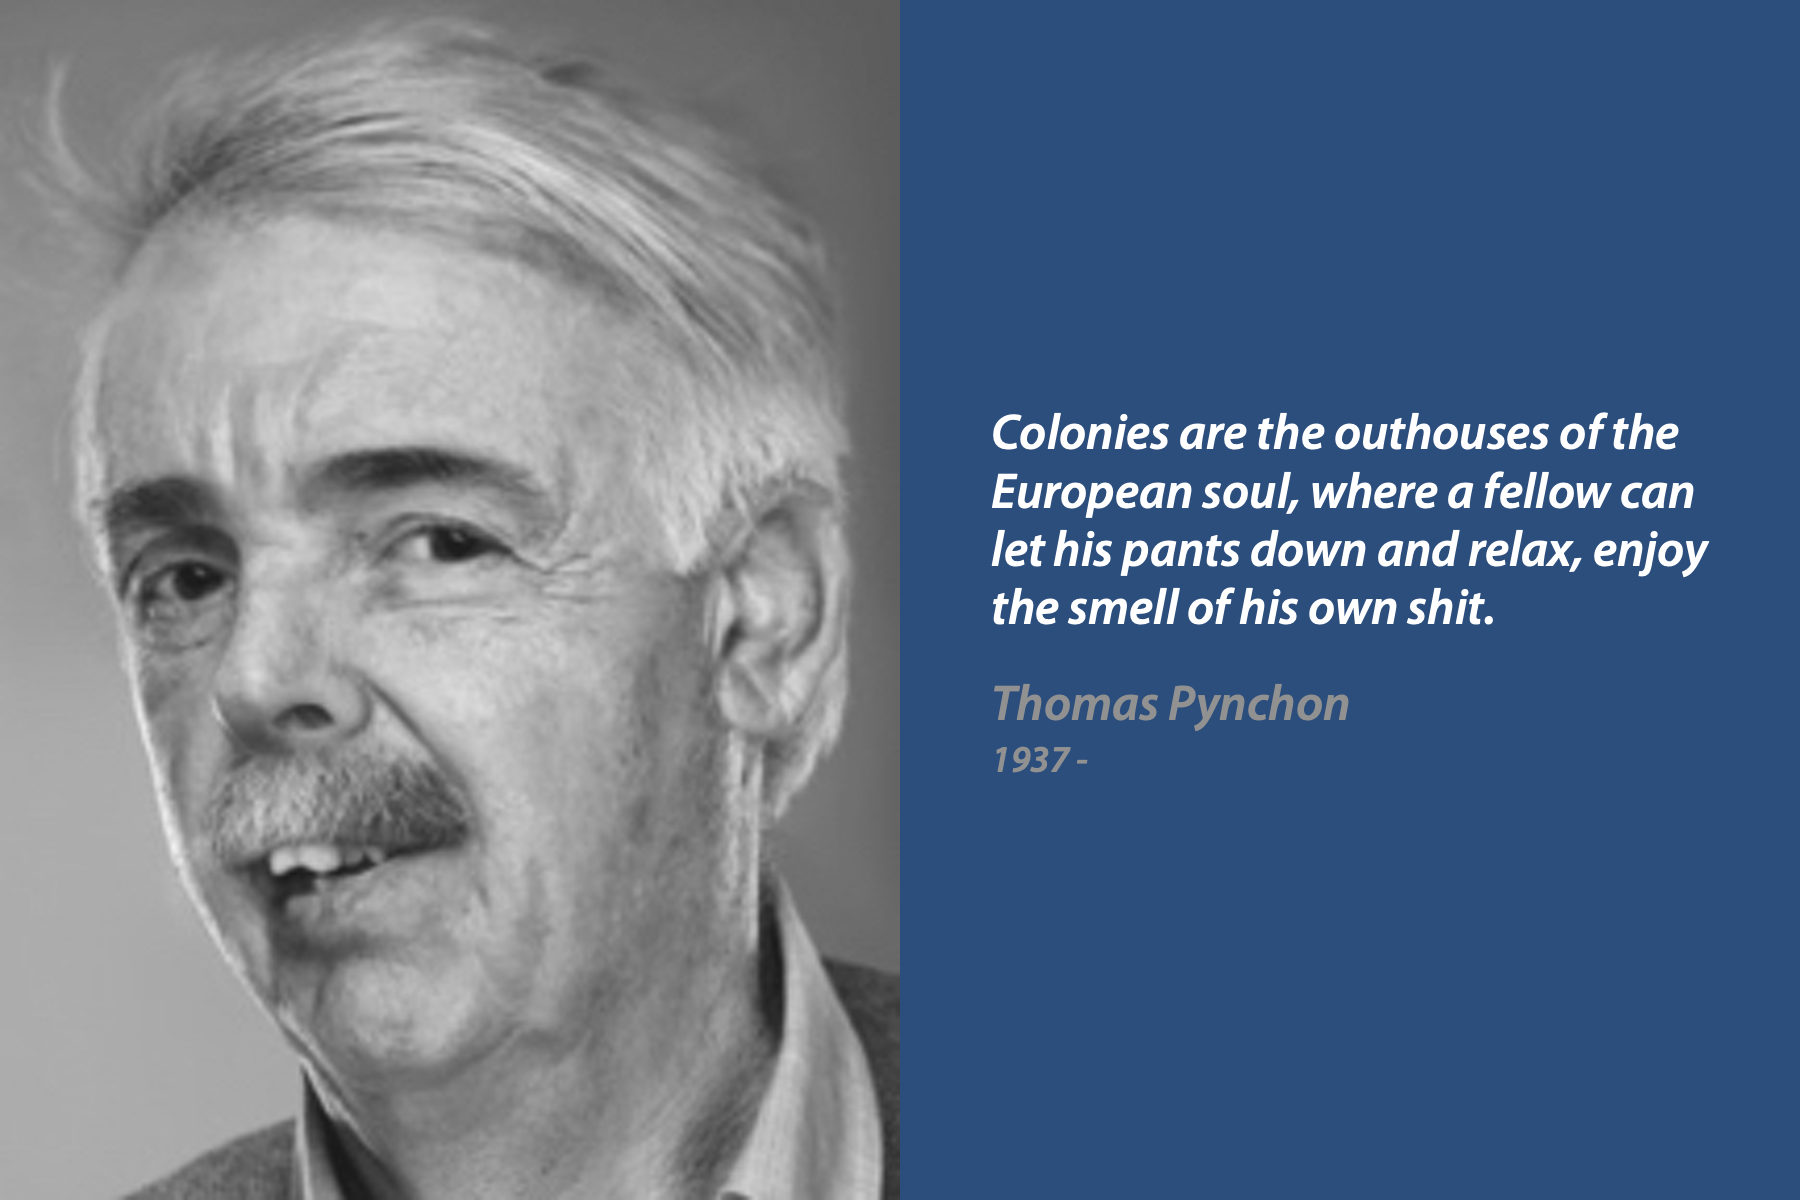 Colonies are the outhouses of the
European soul, where a fellow can
let his pants down and relax, enjoy
the smell of his own shit.
Thomas Pynchon
1937 -